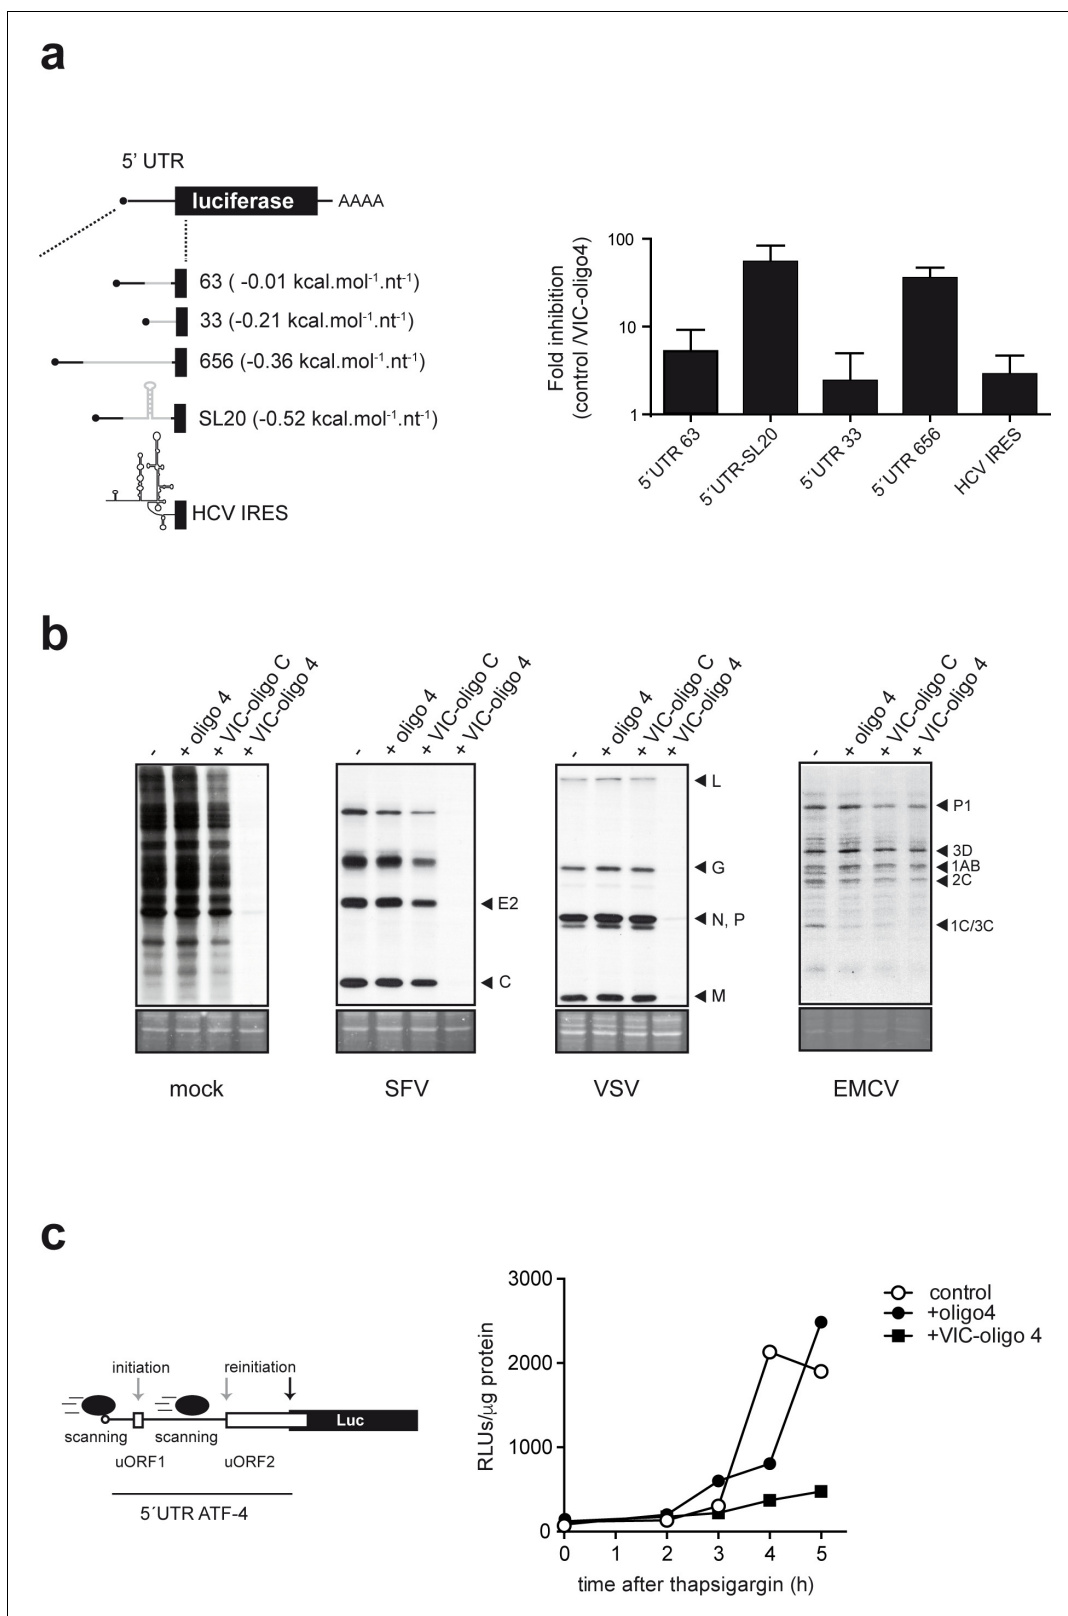 a
5’ UTR
luciferase AAAA
63 ( -0.01 kcal.mol-1.nt-1)
33 (-0.21 kcal.mol-1.nt-1)
656 (-0.36 kcal.mol-1.nt-1)
SL20 (-0.52 kcal.mol-1.nt-1)
HCV IRES
Fold inhibition
(control /VIC-oligo4)
100
10
1
5´UTR 63
5´UTR-SL20
5´UTR 33
5´UTR 656
HCV IRES
b
-
+ oligo 4
+ VIC-oligo C
+ VIC-oligo 4
mock
-
+ oligo 4
+ VIC-oligo C
+ VIC-oligo 4
E2
C
SFV
-
+ oligo 4
+ VIC-oligo C
+ VIC-oligo 4
L
G
N, P
M
VSV
-
+ oligo 4
+ VIC-oligo C
+ VIC-oligo 4
P1
3D
1AB
2C
1C/3C
EMCV
c
initiation reinitiation
Luc
scanning scanning
uORF1 uORF2
5´UTR ATF-4
RLUs/µg protein
3000
2000
1000
0
0 1 2 3 4 5
time after thapsigargin (h)
control
+oligo4
+VIC-oligo 4